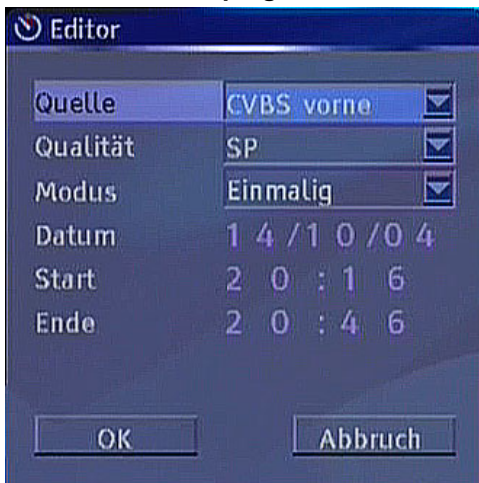 Editor
Quelle CVBS vorne
Qualität SP
Modus Einmalig
Datum 14/10/04
Start 20:16
Ende 20:46
OK Abbruch